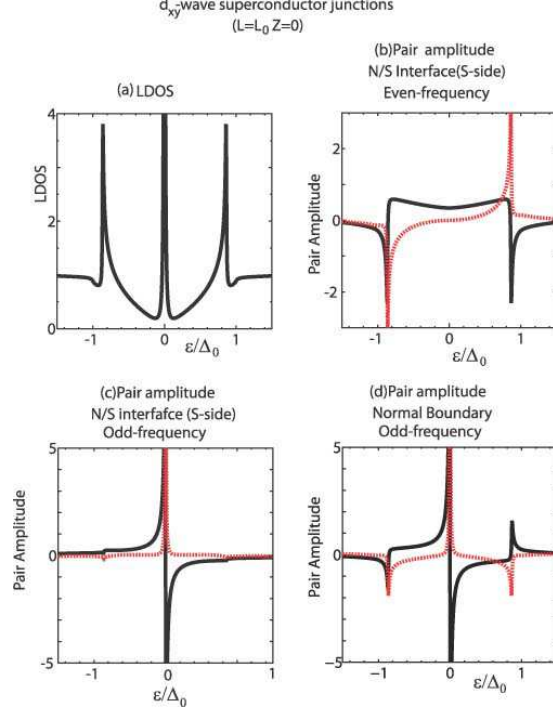 d_xy-wave superconductor junctions
(L=L_0 Z=0)
(a) LDOS
LDOS
4
2
0
-1
1
ε/Δ_0
(b)Pair amplitude
N/S Interface(S-side)
Even-frequency
Pair Amplitude
2
0
-2
-1
0
1
ε/Δ_0
(c)Pair amplitude
N/S interfafce (S-side)
Odd-frequency
Pair Amplitude
5
0
-5
-1
0
1
ε/Δ_0
(d)Pair amplitude
Normal Boundary
Odd-frequency
Pair Amplitude
5
0
-5
-1
0
1
ε/Δ_0